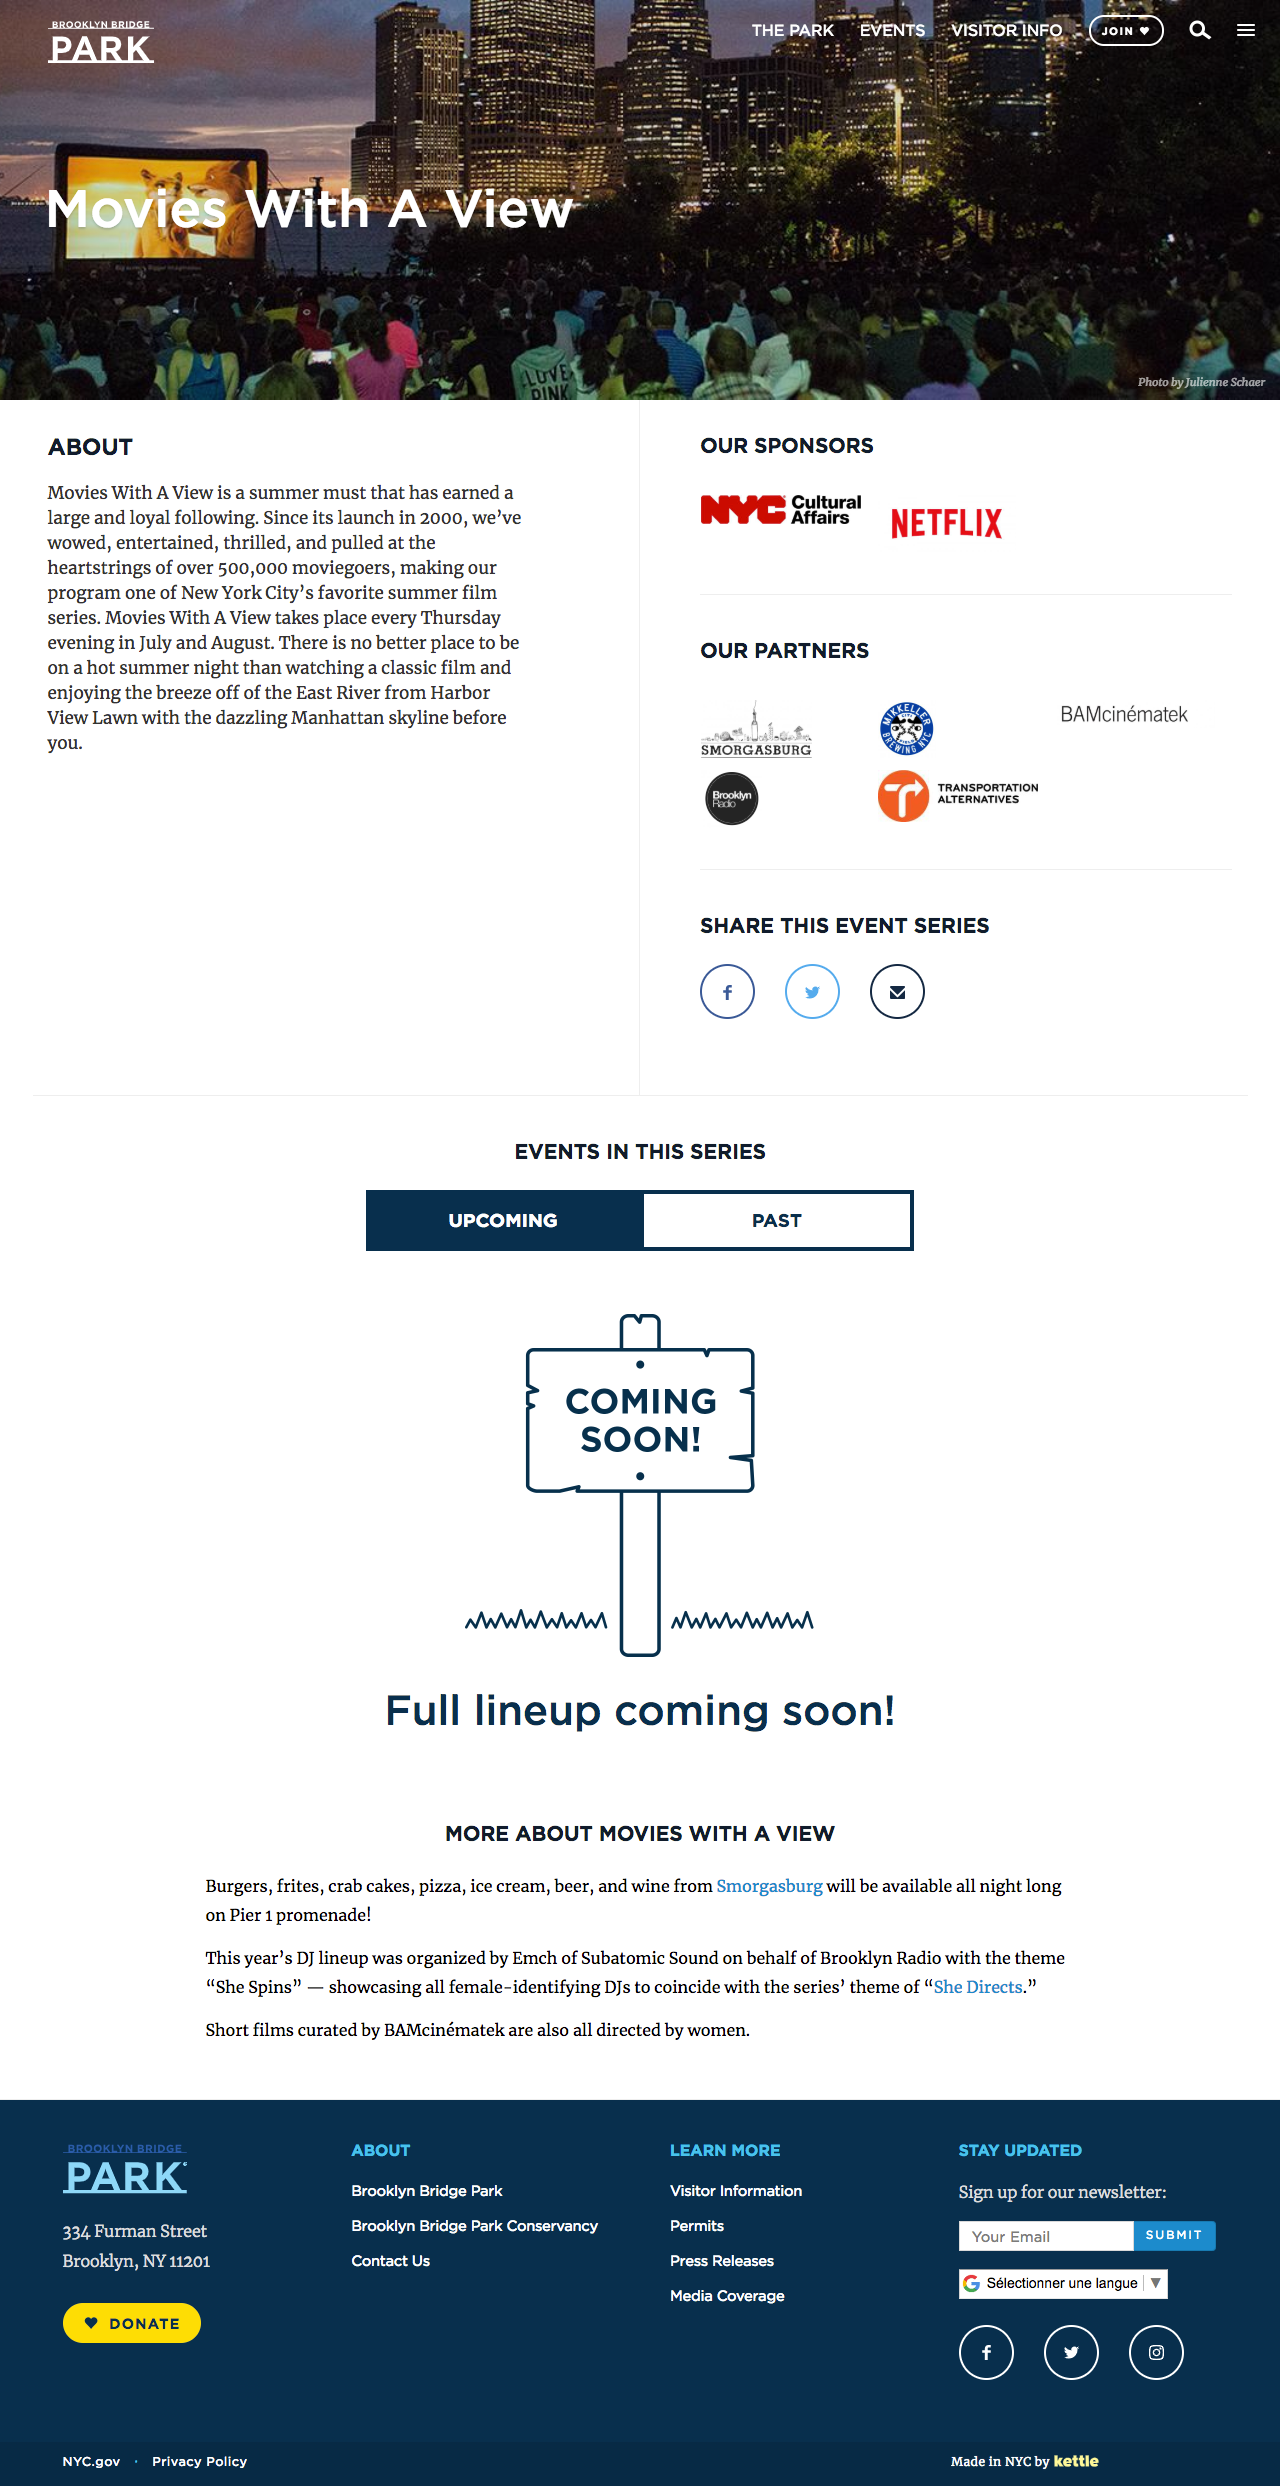 BROOKLYN BRIDGE
PARK
THE PARK
EVENTS
VISITOR INFO
JOIN
Movies With A View
LOVE
PINK
Photo by Julienne Schaer
ABOUT
Movies With A View is a summer must that has earned a
large and loyal following. Since its launch in 2000, we’ve
wowed, entertained, thrilled, and pulled at the
heartstrings of over 500,000 moviegoers, making our
program one of New York City’s favorite summer film
series. Movies With A View takes place every Thursday
evening in July and August. There is no better place to be
on a hot summer night than watching a classic film and
enjoying the breeze off of the East River from Harbor
View Lawn with the dazzling Manhattan skyline before
you.
OUR SPONSORS
NYC Cultural
Affairs
NETFLIX
OUR PARTNERS
SMORGASBURG
MIKKELLER
BREWING NYC
BAMcinématek
Brooklyn
Radio
TRANSPORTATION
ALTERNATIVES
SHARE THIS EVENT SERIES
EVENTS IN THIS SERIES
UPCOMING
PAST
COMING
SOON!
Full lineup coming soon!
MORE ABOUT MOVIES WITH A VIEW
Burgers, frites, crab cakes, pizza, ice cream, beer, and wine from Smorgasburg will be available all night long
on Pier 1 promenade!
This year’s DJ lineup was organized by Emch of Subatomic Sound on behalf of Brooklyn Radio with the theme
“She Spins” — showcasing all female-identifying DJs to coincide with the series’ theme of “She Directs.”
Short films curated by BAMcinématek are also all directed by women.
BROOKLYN BRIDGE
PARK
334 Furman Street
Brooklyn, NY 11201
DONATE
ABOUT
Brooklyn Bridge Park
Brooklyn Bridge Park Conservancy
Contact Us
LEARN MORE
Visitor Information
Permits
Press Releases
Media Coverage
STAY UPDATED
Sign up for our newsletter:
Your Email
SUBMIT
Sélectionner une langue ▼
NYC.gov · Privacy Policy
Made in NYC by kettle